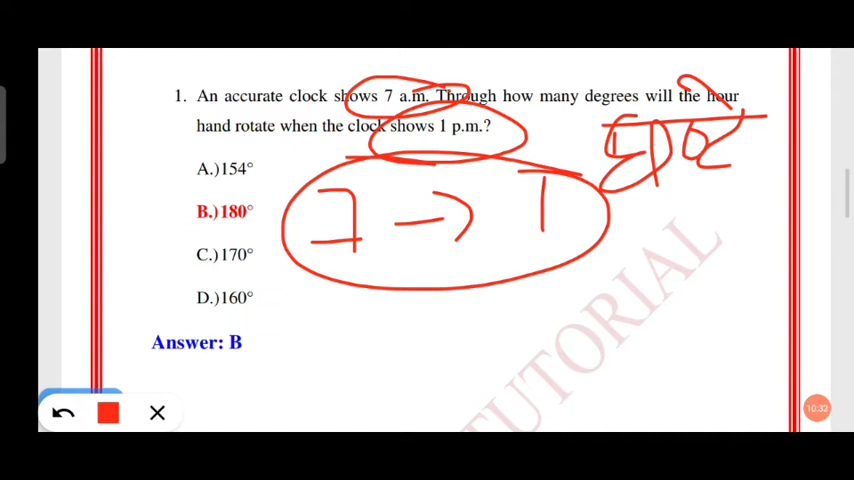 1. An accurate clock shows 7 a.m. Through how many degrees will the hour
hand rotate when the clock shows 1 p.m.?
A.)154°
B.)180°
C.)170°
D.)160°
7 → 1
Answer: B
TUTORIAL
10:32